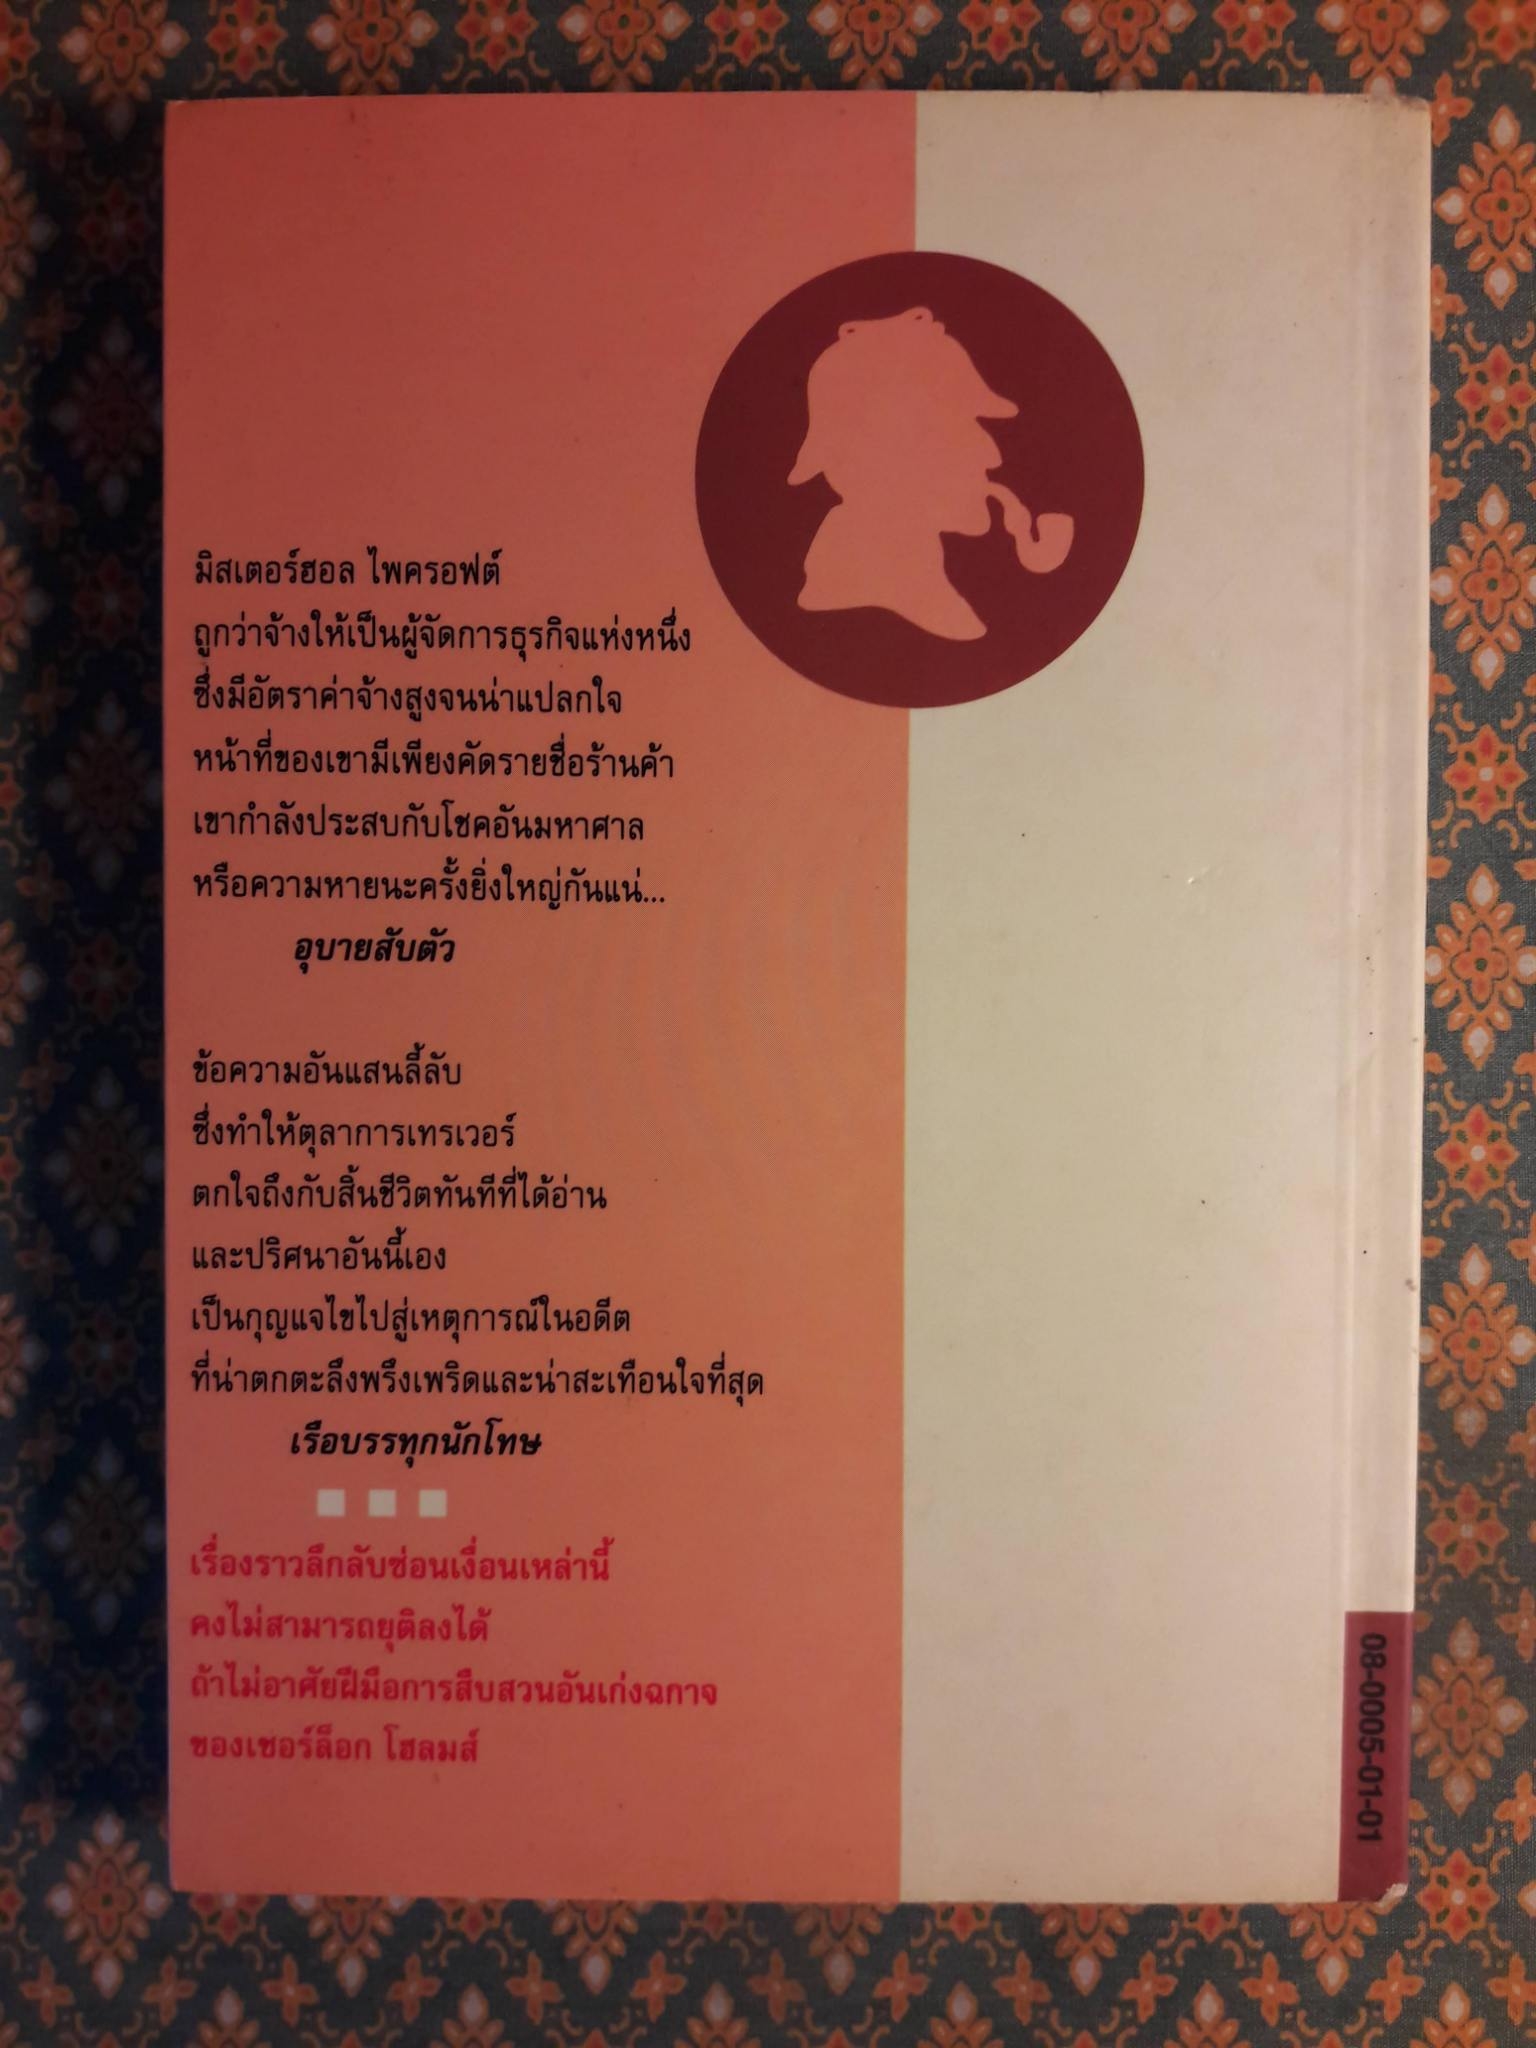 มิสเตอร์ฮอล ไพครอฟต์
ถูกว่าจ้างให้เป็นผู้จัดการธุรกิจแห่งหนึ่ง
ซึ่งมีอัตราค่าจ้างสูงจนน่าแปลกใจ
หน้าที่ของเขามีเพียงคัดรายชื่อร้านค้า
เขากำลังประสบกับโชคอันมหาศาล
หรือความหายนะครั้งยิ่งใหญ่กันแน่...
อุบายสับตัว
ข้อความอันแสนลี้ลับ
ซึ่งทำให้ตุลาการเทรเวอร์
ตกใจถึงกับสิ้นชีวิตทันทีที่ได้อ่าน
และปริศนาอันนี้เอง
เป็นกุญแจไขไปสู่เหตุการณ์ในอดีต
ที่น่าตกตะลึงพรึงเพริดและน่าสะเทือนใจที่สุด
เรือบรรทุกนักโทษ
เรื่องราวลึกลับซ่อนเงื่อนเหล่านี้
คงไม่สามารถยุติลงได้
ถ้าไม่อาศัยฝีมือการสืบสวนอันเก่งฉกาจ
ของเชอร์ล็อก โฮลมส์
08-0005-01-01